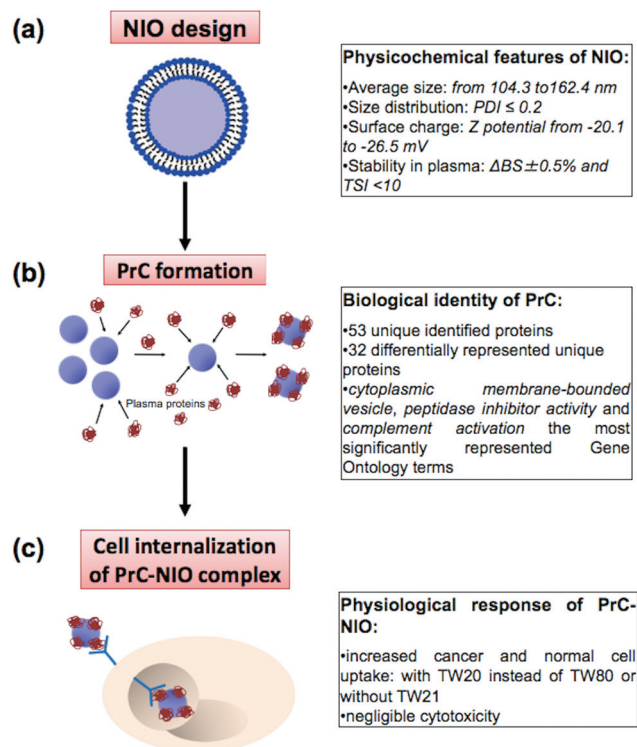 (a)
NIO design
Physicochemical features of NIO:
•Average size: from 104.3 to162.4 nm
•Size distribution: PDI ≤ 0.2
•Surface charge: Z potential from -20.1
to -26.5 mV
•Stability in plasma: ΔBS±0.5% and
TSI <10
(b)
PrC formation
Plasma proteins
Biological identity of PrC:
•53 unique identified proteins
•32 differentially represented unique
proteins
•cytoplasmic membrane-bounded
vesicle, peptidase inhibitor activity and
complement activation the most
significantly represented Gene
Ontology terms
(c)
Cell internalization
of PrC-NIO complex
Physiological response of PrC-
NIO:
•increased cancer and normal cell
uptake: with TW20 instead of TW80 or
without TW21
•negligible cytotoxicity